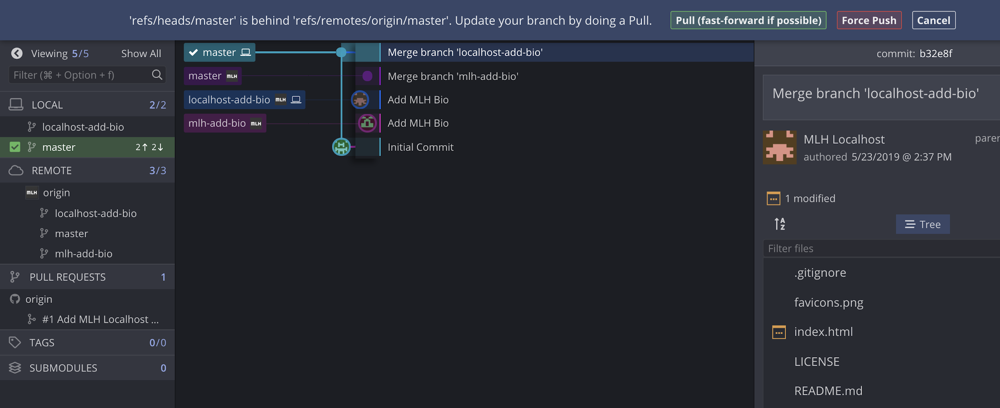 'refs/heads/master' is behind 'refs/remotes/origin/master'. Update your branch by doing a Pull.
Pull (fast-forward if possible)
Force Push
Cancel
Viewing 5/5
Show All
Filter (⌘ + Option + f)
LOCAL 2/2
localhost-add-bio
master 2↑ 2↓
REMOTE 3/3
MLH origin
localhost-add-bio
master
mlh-add-bio
PULL REQUESTS 1
origin
#1 Add MLH Localhost ...
TAGS 0/0
SUBMODULES 0
master Merge branch 'localhost-add-bio'
master MLH Merge branch 'mlh-add-bio'
localhost-add-bio MLH Add MLH Bio
mlh-add-bio MLH Add MLH Bio
Initial Commit
commit: b32e8f
Merge branch 'localhost-add-bio'
MLH Localhost
authored 5/23/2019 @ 2:37 PM
paren
1 modified
A
Z
Tree
Filter files
.gitignore
favicons.png
index.html
LICENSE
README.md